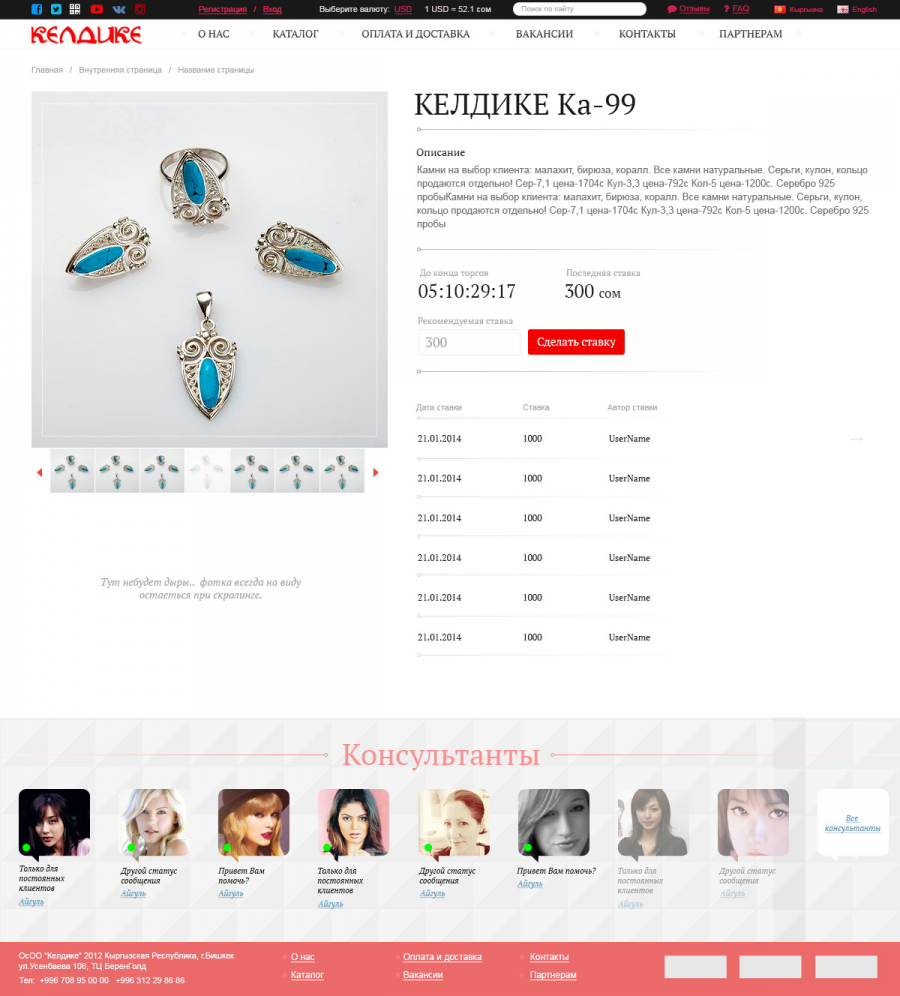 Регистрация / Вход
Выберите валюту: USD 1 USD = 52.1 сом
Поиск по сайту
Отзывы ? FAQ
Кыргызча English
КЕЛДИКЕ
О НАС КАТАЛОГ ОПЛАТА И ДОСТАВКА ВАКАНСИИ КОНТАКТЫ ПАРТНЕРАМ
Главная / Внутренняя страница / Название страницы
КЕЛДИКЕ Ка-99
Описание
Камни на выбор клиента: малахит, бирюза, коралл. Все камни натуральные. Серьги, кулон, кольцо
продаются отдельно! Сер-7,1 цена-1704с Кул-3,3 цена-792с Кол-5 цена-1200с. Серебро 925
пробыКамни на выбор клиента: малахит, бирюза, коралл. Все камни натуральные. Серьги, кулон,
кольцо продаются отдельно! Сер-7,1 цена-1704с Кул-3,3 цена-792с Кол-5 цена-1200с. Серебро 925
пробы
До конца торгов Последняя ставка
05:10:29:17 300 сом
Рекомендуемая ставка
300 Сделать ставку
Дата ставки Ставка Автор ставки
21.01.2014 1000 UserName
21.01.2014 1000 UserName
21.01.2014 1000 UserName
21.01.2014 1000 UserName
21.01.2014 1000 UserName
21.01.2014 1000 UserName
Тут небудет дыры.. фотка всегда на виду
остаеться при скролинге.
Консультанты
Только для
постоянных
клиентов
Айгуль
Другой статус
сообщения
Айгуль
Привет Вам
помочь?
Айгуль
Только для
постоянных
клиентов
Айгуль
Другой статус
сообщения
Айгуль
Привет Вам помочь?
Айгуль
Только для
постоянных
клиентов
Айгуль
Другой статус
сообщения
Айгуль
Все
консультанты
ОсОО "Келдике" 2012 Кыргызская Республика, г.Бишкек
ул.Усенбаева 106, ТЦ БеренГолд
Тел: +996 708 95 00 00 +996 312 29 86 86
О нас
Каталог
Оплата и доставка
Вакансии
Контакты
Партнерам